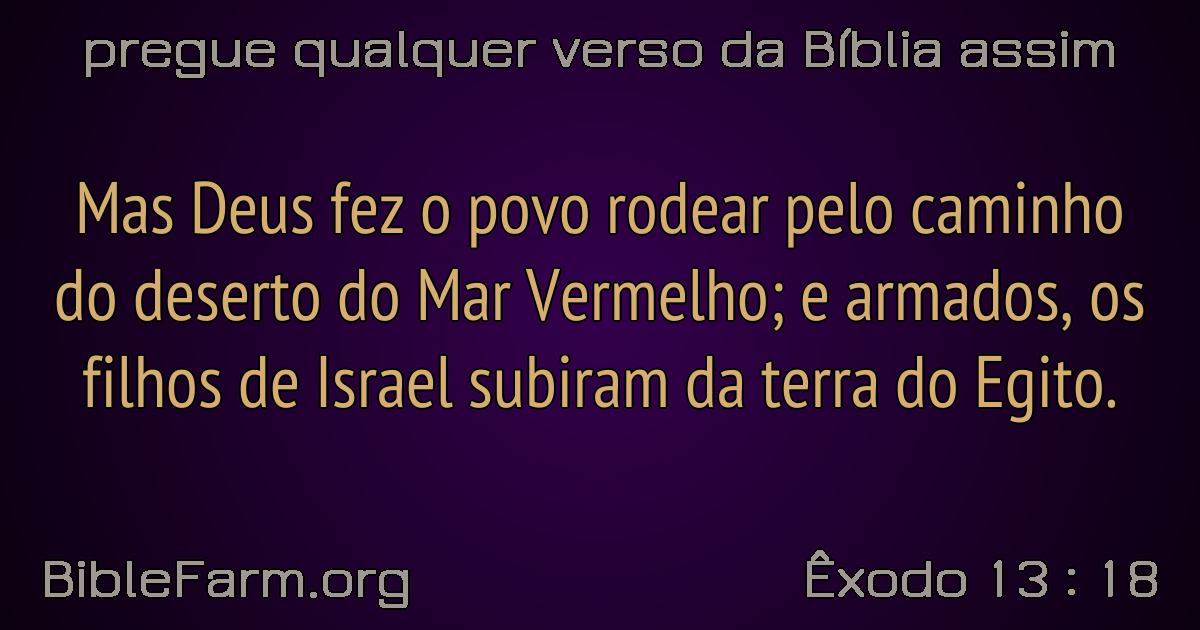 pregue qualquer verso da Bíblia assim
Mas Deus fez o povo rodear pelo caminho
do deserto do Mar Vermelho; e armados, os
filhos de Israel subiram da terra do Egito.
BibleFarm.org
Êxodo 13 : 18